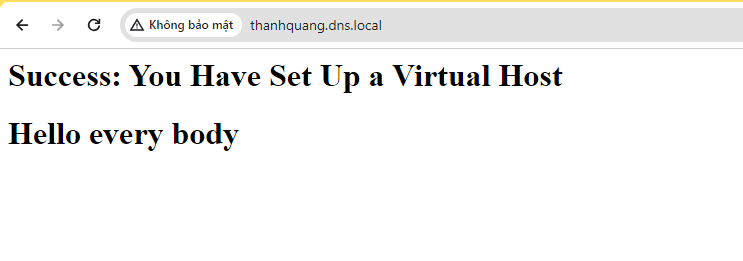 Không bảo mật thanhquang.dns.local
Success: You Have Set Up a Virtual Host
Hello every body